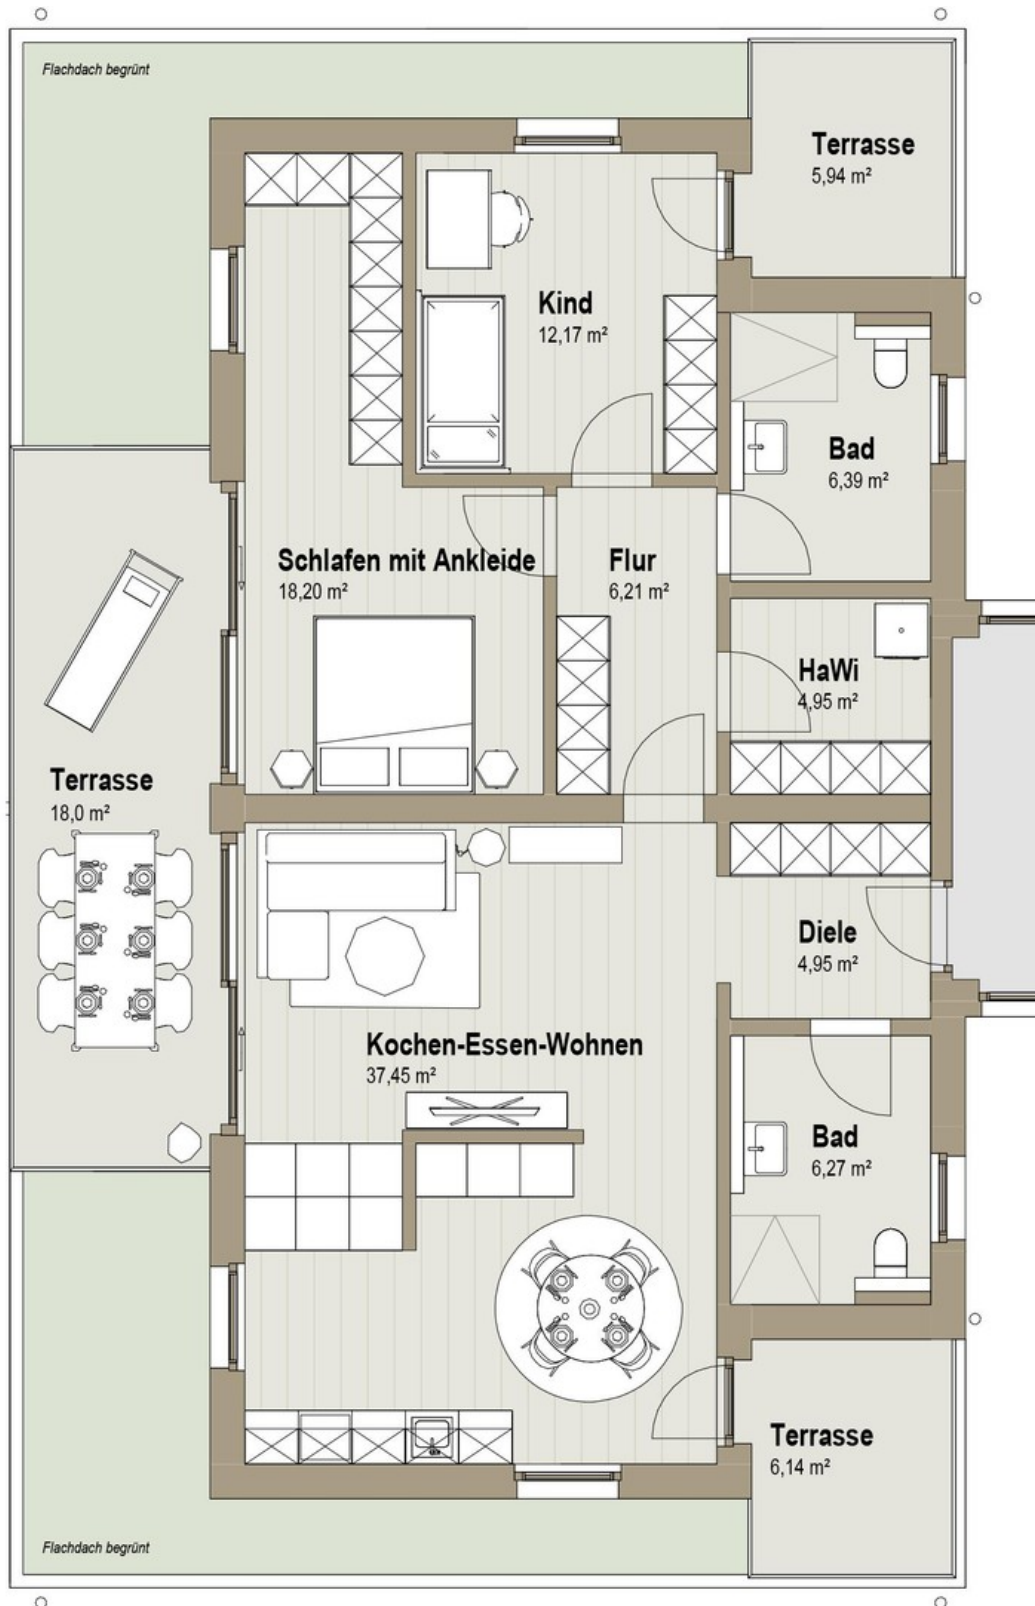 Flachdach begrünt
Terrasse
5,94 m²
Kind
12,17 m²
Bad
6,39 m²
Schlafen mit Ankleide
18,20 m²
Flur
6,21 m²
HaWi
4,95 m²
Terrasse
18,0 m²
Diele
4,95 m²
Kochen-Essen-Wohnen
37,45 m²
Bad
6,27 m²
Terrasse
6,14 m²
Flachdach begrünt